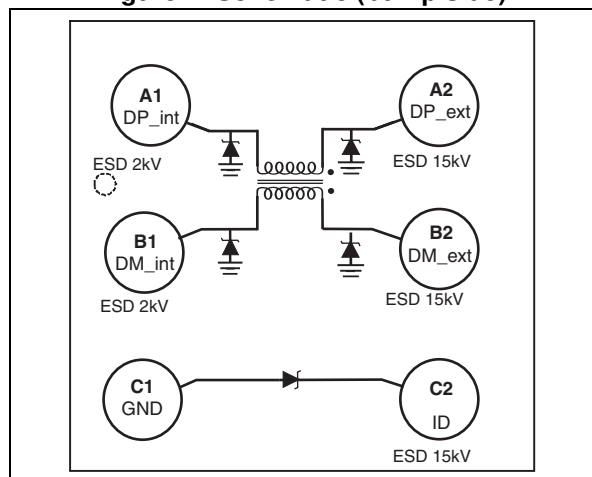 Figure Schematic (bump side)
A1
DP_int
A2
DP_ext
ESD 2kV
ESD 15kV
B1
DM_int
B2
DM_ext
ESD 2kV
ESD 15kV
C1
GND
C2
ID
ESD 15kV